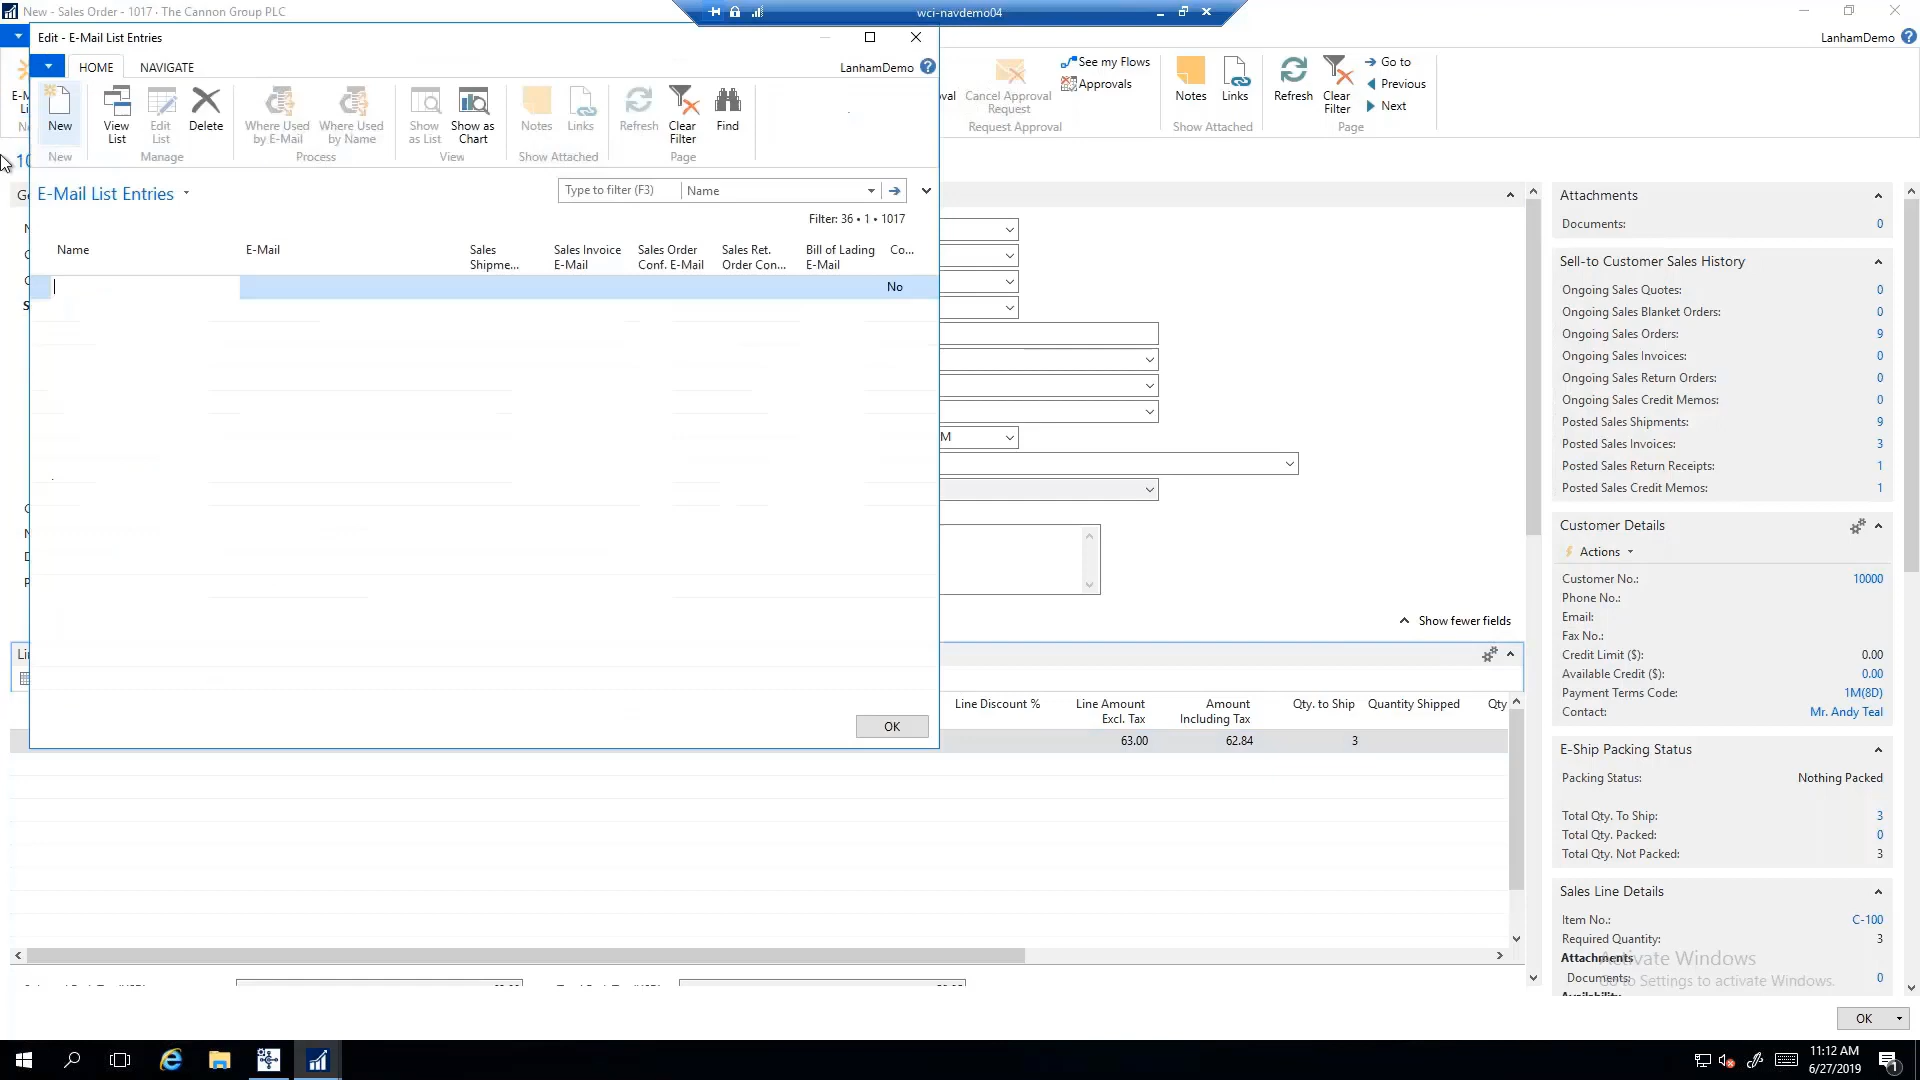 New - Sales Order - 1017 · The Cannon Group PLC
wci-navdemo04
LanhamDemo
Edit - E-Mail List Entries
HOME
NAVIGATE
LanhamDemo
New
View List
Edit List
Delete
Where Used by E-Mail
Where Used by Name
Show as List
Show as Chart
Notes
Links
Refresh
Clear Filter
Find
New
Manage
Process
View
Show Attached
Page
Cancel Approval Request
See my Flows
Approvals
Request Approval
Notes
Links
Show Attached
Refresh
Clear Filter
Go to
Previous
Next
Page
E-Mail List Entries
Type to filter (F3)
Name
Filter: 36 • 1 • 1017
Name
E-Mail
Sales Shipme...
Sales Invoice E-Mail
Sales Order Conf. E-Mail
Sales Ret. Order Con...
Bill of Lading E-Mail
Co...
No
OK
M
Show fewer fields
Line Discount %
Line Amount Excl. Tax
Amount Including Tax
Qty. to Ship
Quantity Shipped
Qty
63.00
62.84
3
Attachments
Documents: 0
Sell-to Customer Sales History
Ongoing Sales Quotes: 0
Ongoing Sales Blanket Orders: 0
Ongoing Sales Orders: 9
Ongoing Sales Invoices: 0
Ongoing Sales Return Orders: 0
Ongoing Sales Credit Memos: 0
Posted Sales Shipments: 9
Posted Sales Invoices: 3
Posted Sales Return Receipts: 1
Posted Sales Credit Memos: 1
Customer Details
Actions
Customer No.: 10000
Phone No.:
Email:
Fax No.:
Credit Limit ($): 0.00
Available Credit ($): 0.00
Payment Terms Code: 1M(8D)
Contact: Mr. Andy Teal
E-Ship Packing Status
Packing Status: Nothing Packed
Total Qty. To Ship: 3
Total Qty. Packed: 0
Total Qty. Not Packed: 3
Sales Line Details
Item No.: C-100
Required Quantity: 3
Attachments
Documents: 0
Activate Windows
Go to Settings to activate Windows.
OK
11:12 AM
6/27/2019
1